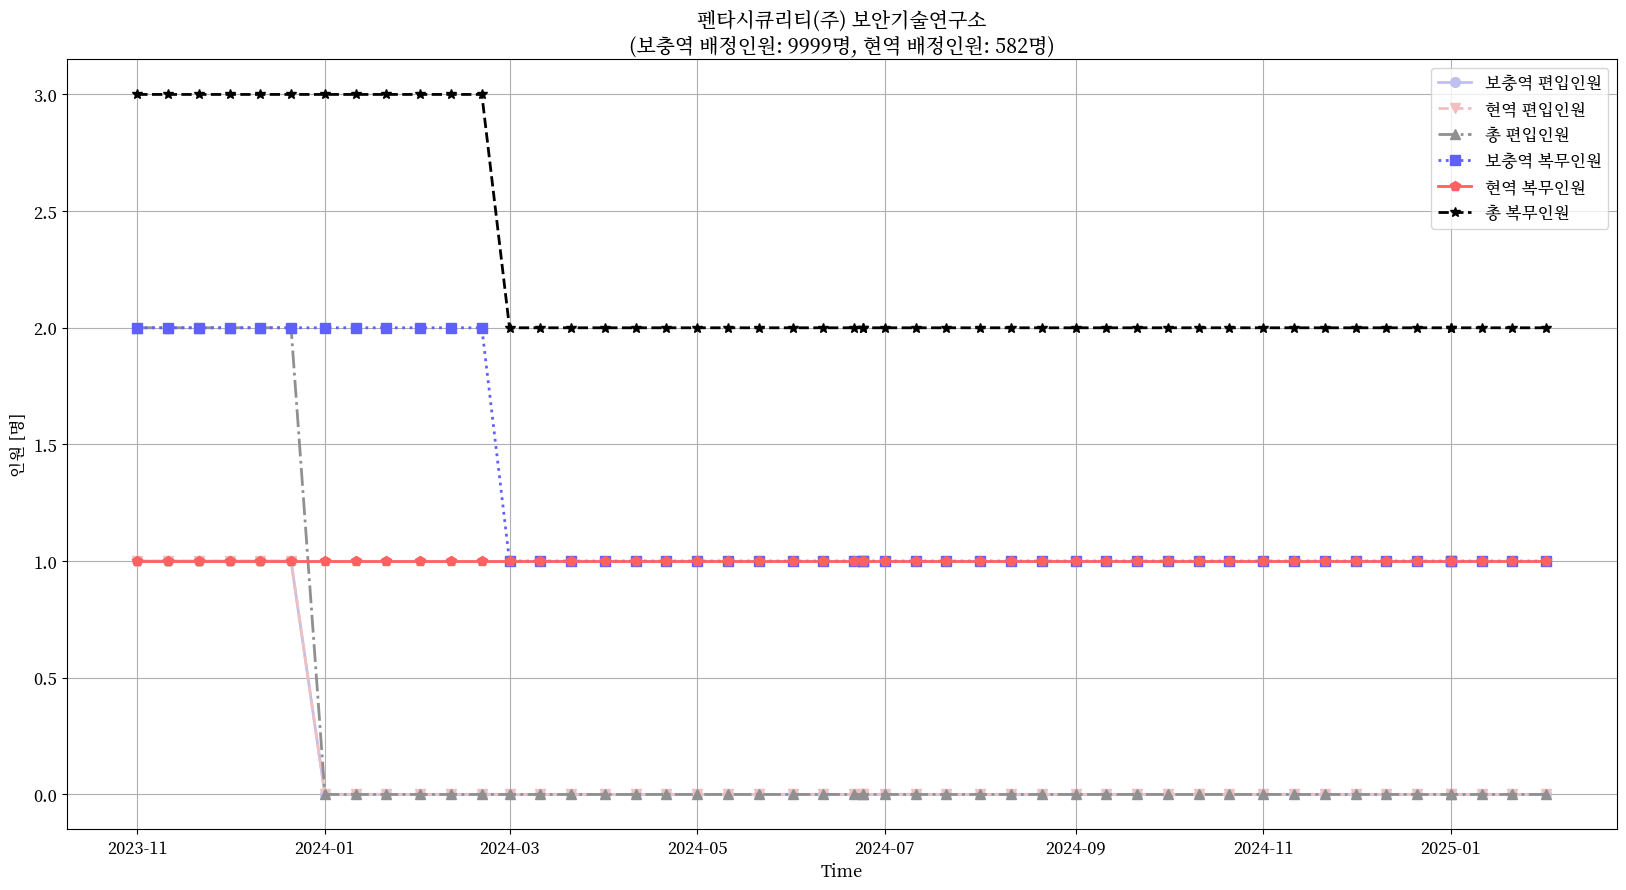 펜타시큐리티(주) 보안기술연구소
(보충역 배정인원: 9999명, 현역 배정인원: 582명)
보충역 편입인원
현역 편입인원
총 편입인원
보충역 복무인원
현역 복무인원
총 복무인원
인원 [명]
3.0
2.5
2.0
1.5
1.0
0.5
0.0
2023-11 2024-01 2024-03 2024-05 2024-07 2024-09 2024-11 2025-01
Time